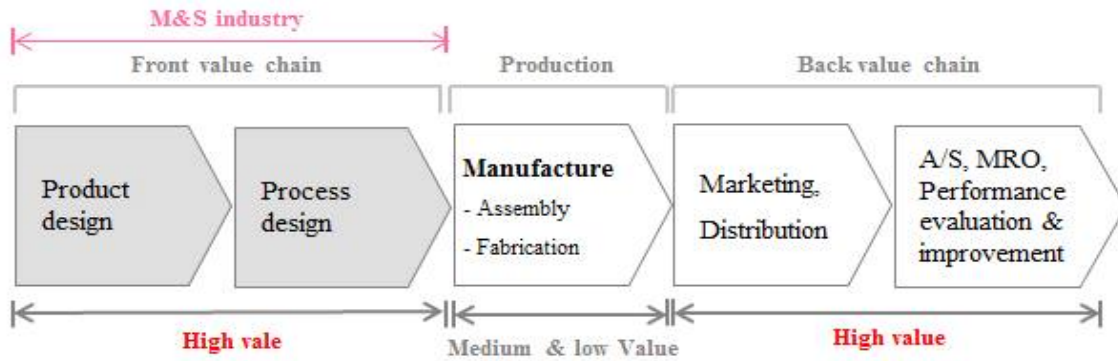 M&S industry
Front value chain
Production
Back value chain
Product
design
Process
design
Manufacture
- Assembly
- Fabrication
Marketing,
Distribution
A/S, MRO,
Performance
evaluation &
improvement
High vale
Medium & low Value
High value